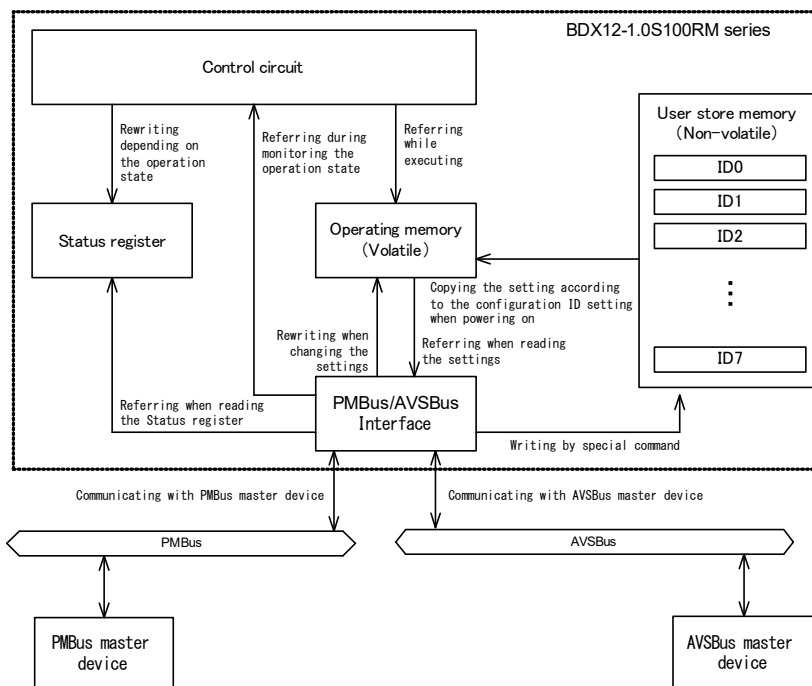 BDX12-1.0S100RM series
Control circuit
User store memory
(Non-volatile)
ID0
ID1
ID2
⋮
ID7
Rewriting
depending on
the operation
state
Referring during
monitoring the
operation state
Referring
while
executing
Status register
Operating memory
(Volatile)
Copying the setting according
to the configuration ID setting
when powering on
Rewriting when
changing the
settings
Referring when reading
the settings
Referring when reading
the Status register
PMBus/AVSBus
Interface
Writing by special command
Communicating with PMBus master device
Communicating with AVSBus master device
PMBus
AVSBus
PMBus master
device
AVSBus master
device